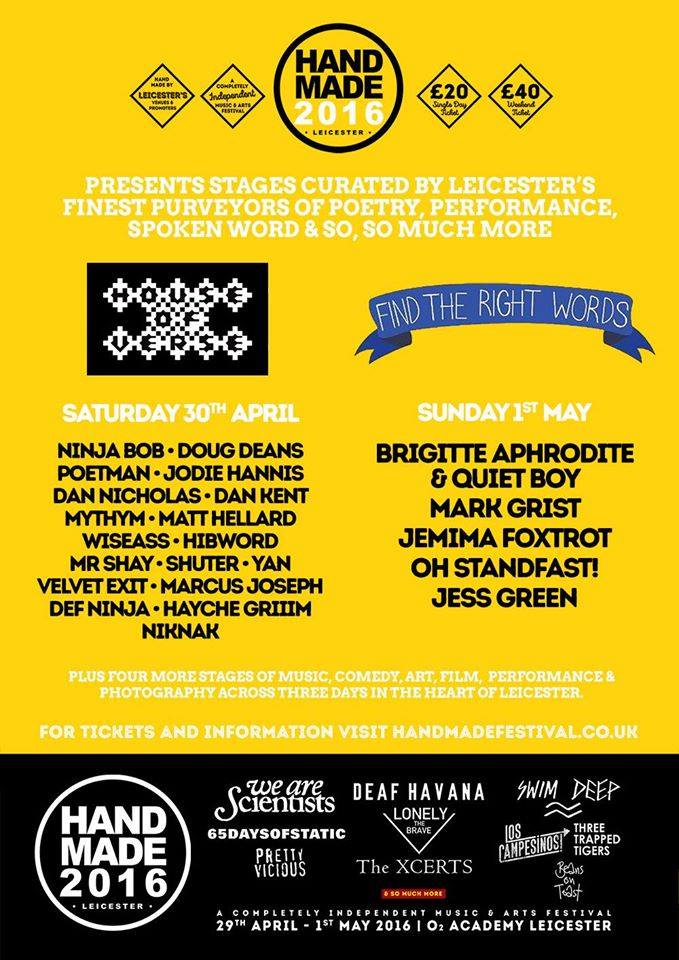 HAND
MADE BY
LEICESTER'S
VENUES &
PROMOTERS
A
COMPLETELY
Independent
MUSIC & ARTS
FESTIVAL
HAND
MADE
2016
• LEICESTER •
£20
Single Day
Ticket
£40
Weekend
Ticket
PRESENTS STAGES CURATED BY LEICESTER'S
FINEST PURVEYORS OF POETRY, PERFORMANCE,
SPOKEN WORD & SO, SO MUCH MORE
HOUSE
OF
VERSE
FIND THE RIGHT WORDS
SATURDAY 30TH APRIL
NINJA BOB • DOUG DEANS
POETMAN • JODIE HANNIS
DAN NICHOLAS • DAN KENT
MYTHYM • MATT HELLARD
WISEASS • HIBWORD
MR SHAY • SHUTER • YAN
VELVET EXIT • MARCUS JOSEPH
DEF NINJA • HAYCHE GRIIIM
NIKNAK
SUNDAY 1ST MAY
BRIGITTE APHRODITE
& QUIET BOY
MARK GRIST
JEMIMA FOXTROT
OH STANDFAST!
JESS GREEN
PLUS FOUR MORE STAGES OF MUSIC, COMEDY, ART, FILM, PERFORMANCE &
PHOTOGRAPHY ACROSS THREE DAYS IN THE HEART OF LEICESTER.
FOR TICKETS AND INFORMATION VISIT HANDMADEFESTIVAL.CO.UK
HAND
MADE
2016
• LEICESTER •
we are
Scientists
65DAYSOFSTATIC
PRETTY
VICIOUS
DEAF HAVANA
LONELY
THE
BRAVE
The XCERTS
& SO MUCH MORE
SWIM DEEP
LOS
CAMPESINOS!
THREE
TRAPPED
TIGERS
Beans
on
Toast
A COMPLETELY INDEPENDENT MUSIC & ARTS FESTIVAL
29TH APRIL - 1ST MAY 2016 | O2 ACADEMY LEICESTER